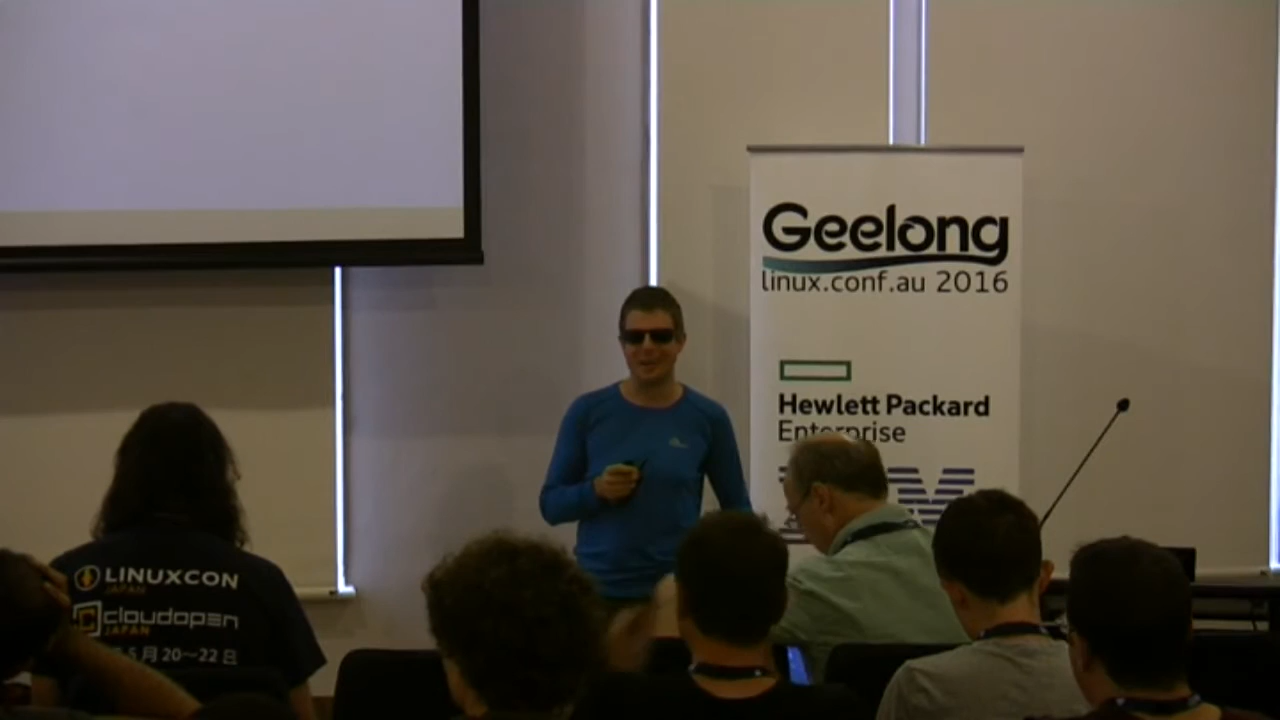 Geelong
linux.conf.au 2016
Hewlett Packard
Enterprise
LINUXCON
JAPAN
cloudopen
JAPAN
5月20~22日